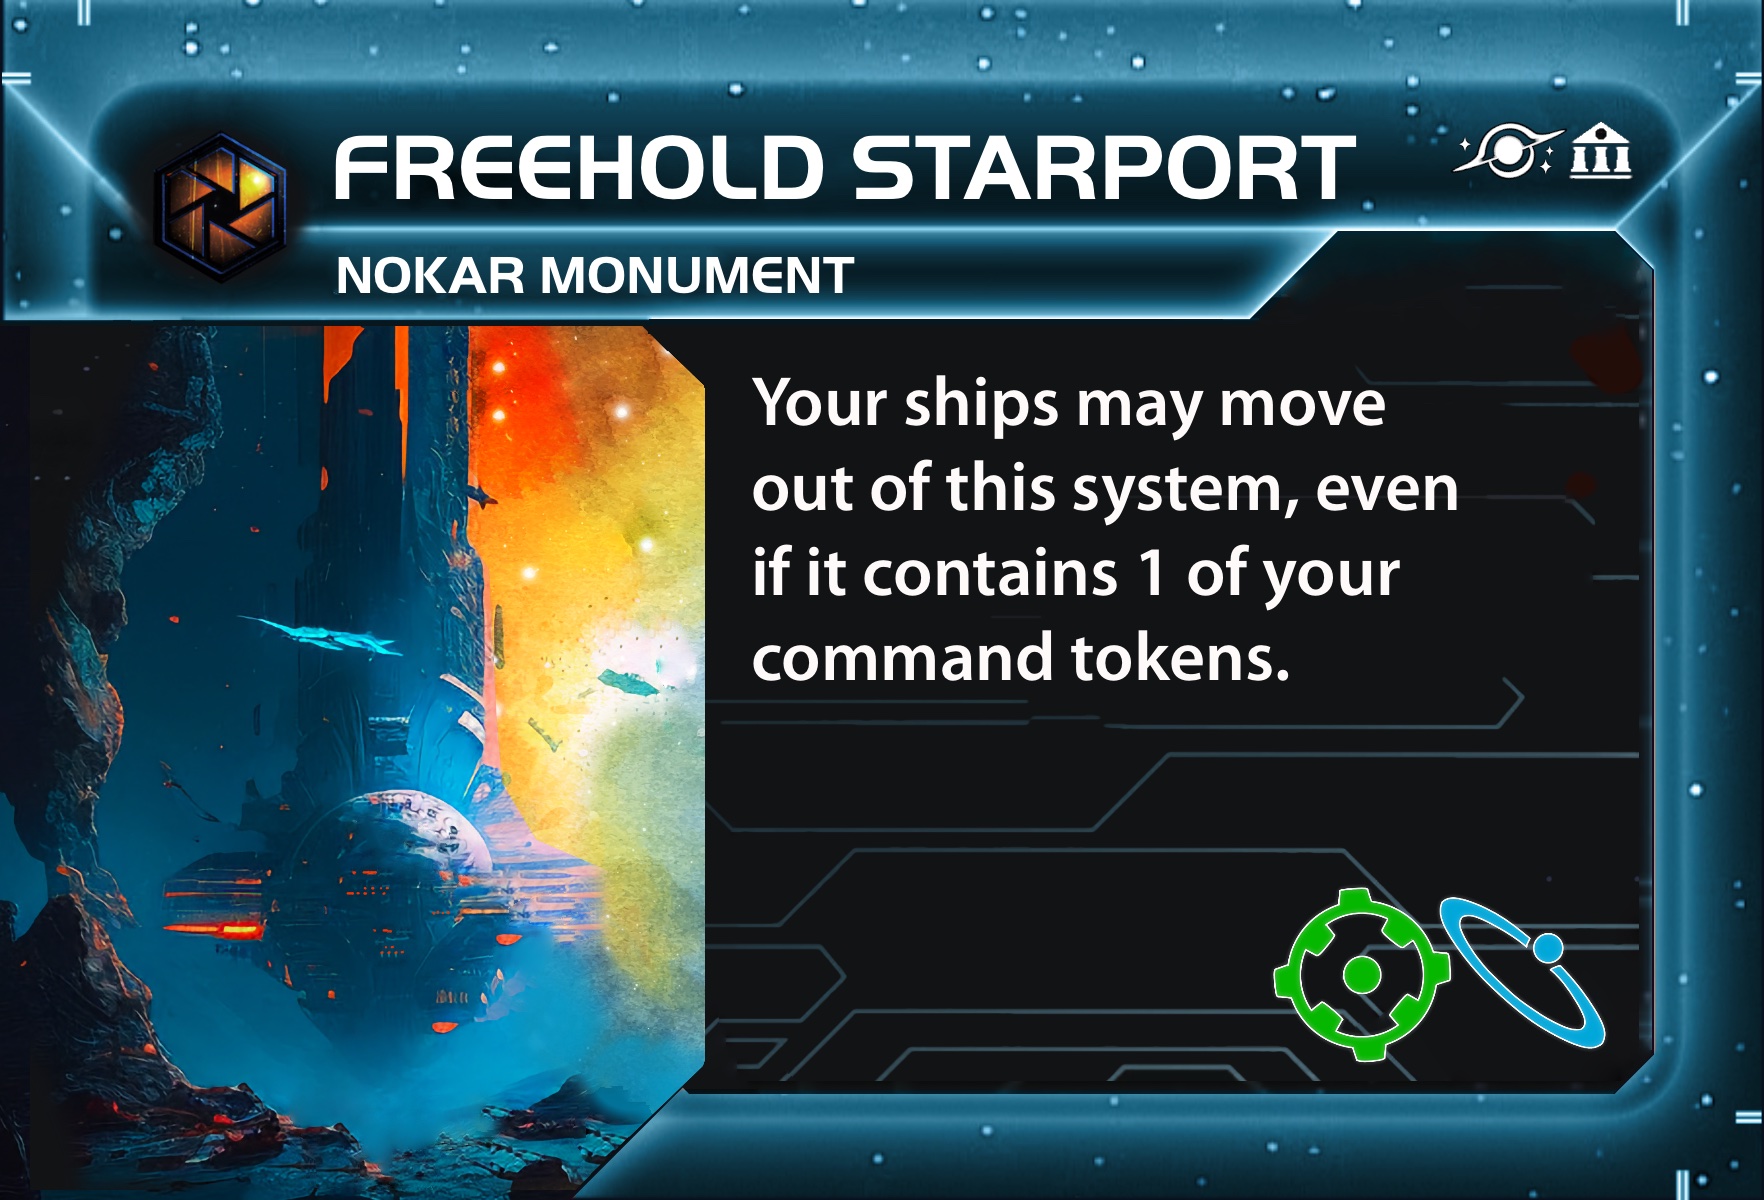 FREEHOLD STARPORT
NOKAR MONUMENT
Your ships may move
out of this system, even
if it contains 1 of your
command tokens.